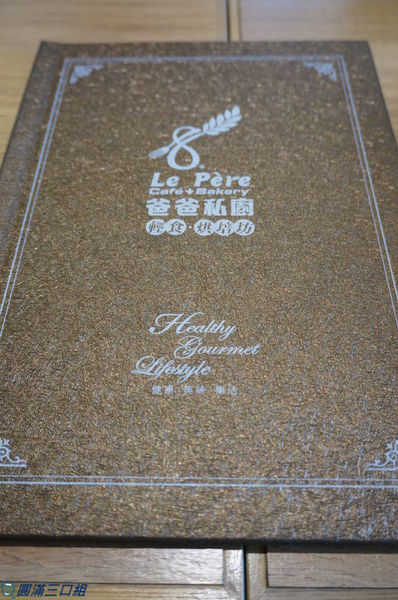 Le Père
Café+Bakery
爸爸私廚
輕食·烘培坊
Healthy
Gourmet
Lifestyle
健康 美味 樂活
圓滿三口組